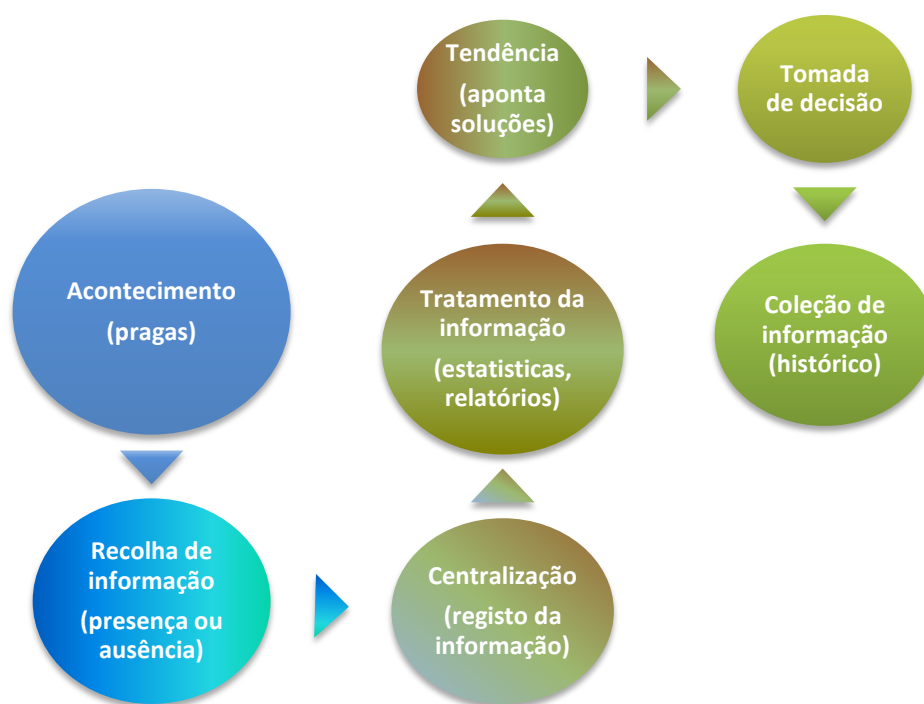 Acontecimento
(pragas)
Recolha de
informação
(presença ou
ausência)
Centralização
(registo da
informação)
Tratamento da
informação
(estatisticas,
relatórios)
Tendência
(aponta
soluções)
Tomada
de decisão
Coleção de
informação
(histórico)